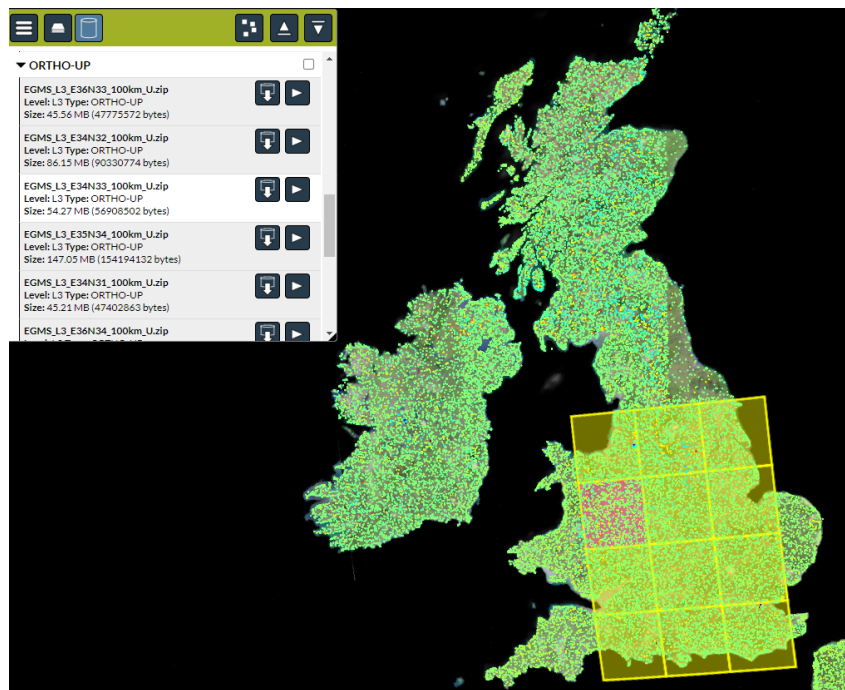 ORTHO-UP
EGMS_L3_E36N33_100km_U.zip
Level: L3 Type: ORTHO-UP
Size: 45.56 MB (47775572 bytes)
EGMS_L3_E34N32_100km_U.zip
Level: L3 Type: ORTHO-UP
Size: 86.15 MB (90330774 bytes)
EGMS_L3_E34N33_100km_U.zip
Level: L3 Type: ORTHO-UP
Size: 54.27 MB (56908502 bytes)
EGMS_L3_E35N34_100km_U.zip
Level: L3 Type: ORTHO-UP
Size: 147.05 MB (154194132 bytes)
EGMS_L3_E34N31_100km_U.zip
Level: L3 Type: ORTHO-UP
Size: 45.21 MB (47402863 bytes)
EGMS_L3_E36N34_100km_U.zip